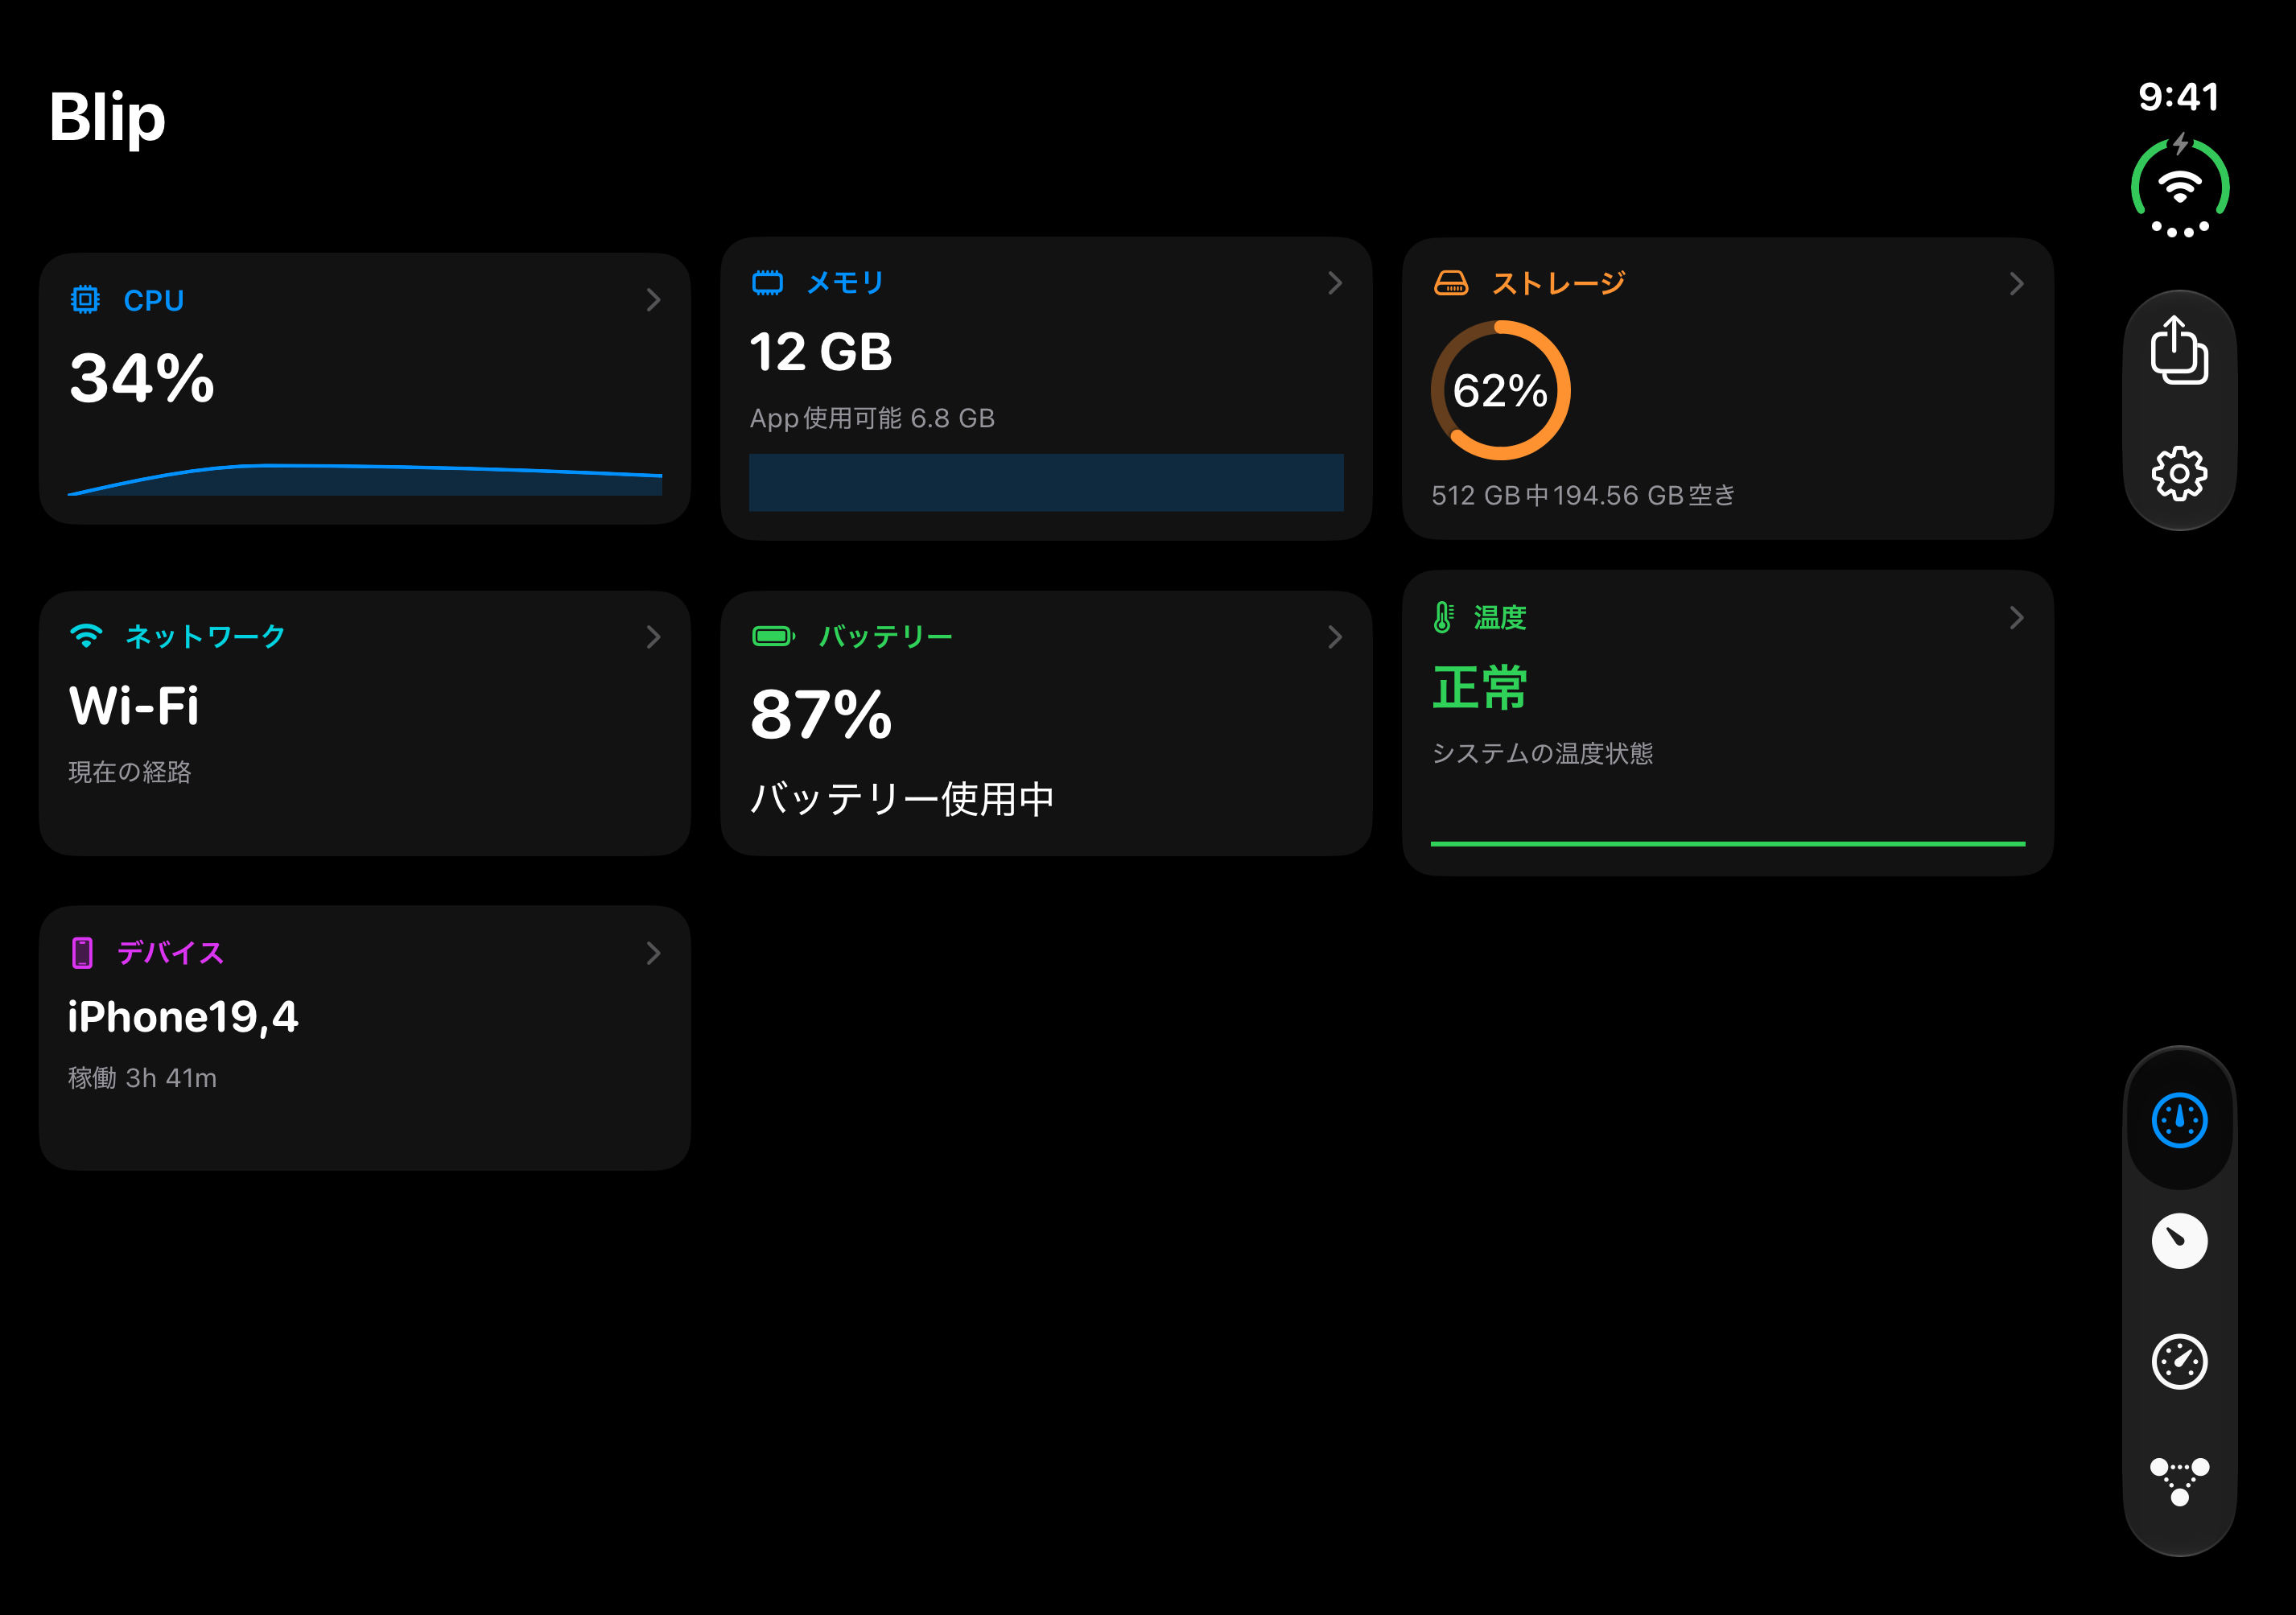 Blip
9:41
CPU
34%
メモリ
12 GB
App使用可能 6.8 GB
ストレージ
62%
512 GB中194.56 GB空き
ネットワーク
Wi-Fi
現在の経路
バッテリー
87%
バッテリー使用中
温度
正常
システムの温度状態
デバイス
iPhone19,4
稼働 3h 41m